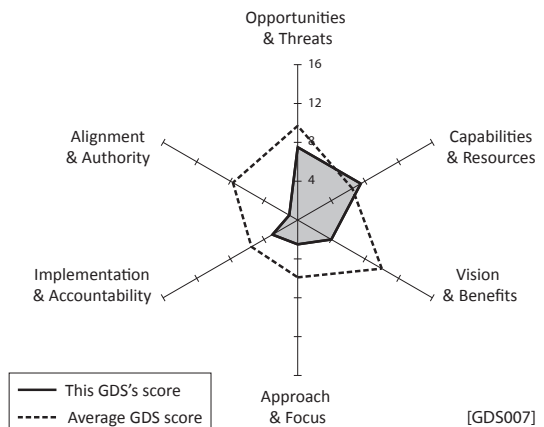 Opportunities
& Threats
16
12
8
4
Alignment
& Authority
Capabilities
& Resources
Implementation
& Accountability
Vision
& Benefits
Approach
& Focus
This GDS's score
Average GDS score
[GDS007]